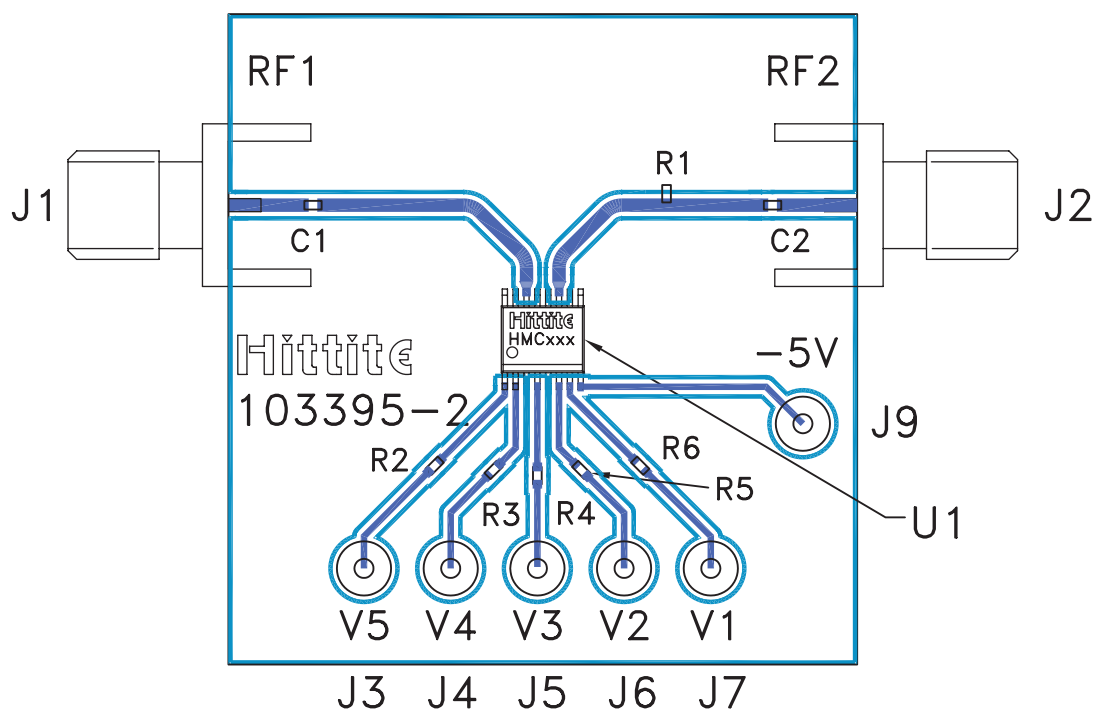 RF1
RF2
R1
J1
J2
C1
C2
Hittite
HMCxxx
Hittite
-5V
103395-2
J9
R2
R6
R5
R3
R4
U1
V5
V4
V3
V2
V1
J3
J4
J5
J6
J7